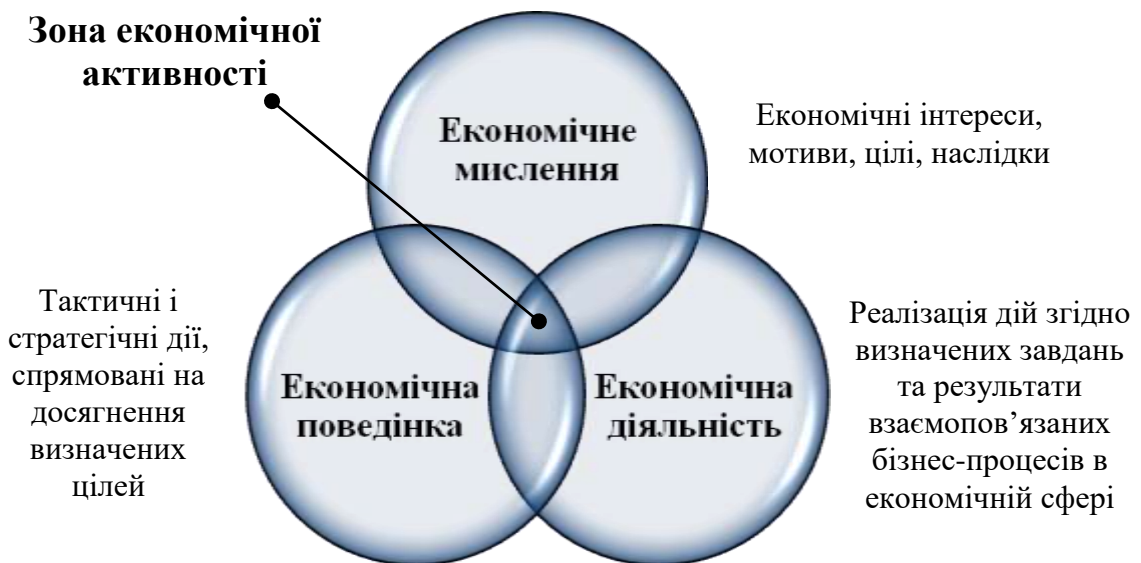 Зона економічної
активності
Економічне
мислення
Економічні інтереси,
мотиви, цілі, наслідки
Тактичні і
стратегічні дії,
спрямовані на
досягнення
визначених
цілей
Економічна
поведінка
Економічна
діяльність
Реалізація дій згідно
визначених завдань
та результати
взаємопов’язаних
бізнес-процесів в
економічній сфері